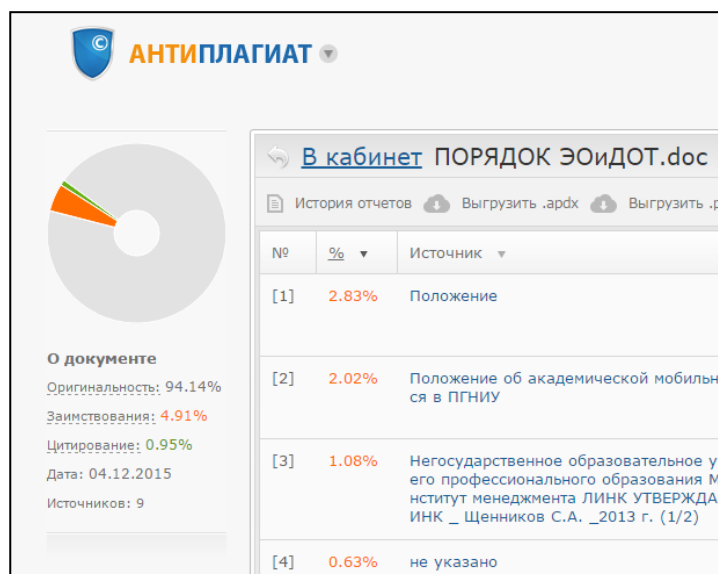 ©
АНТИПЛАГИАТ
В кабинет ПОРЯДОК ЭОиДОТ.doc
История отчетов Выгрузить .apdx Выгрузить .p
№ % Источник
[1] 2.83% Положение
[2] 2.02% Положение об академической мобильн
ся в ПГНИУ
[3] 1.08% Негосударственное образовательное у
его профессионального образования М
нститут менеджмента ЛИНК УТВЕРЖДА
ИНК _ Щенников С.А. _2013 г. (1/2)
[4] 0.63% не указано
О документе
Оригинальность: 94.14%
Заимствования: 4.91%
Цитирование: 0.95%
Дата: 04.12.2015
Источников: 9